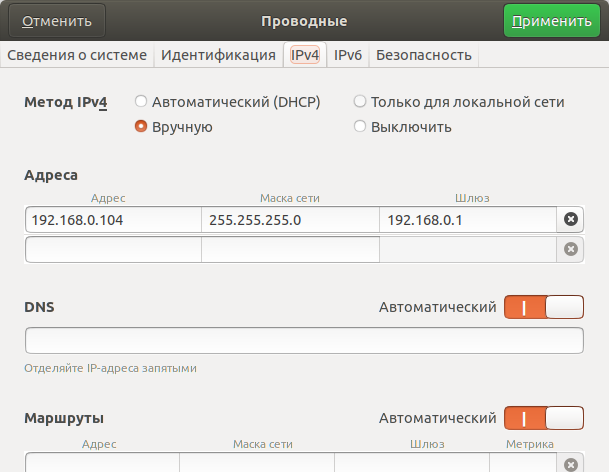 Отменить Проводные Применить
Сведения о системе Идентификация IPv4 IPv6 Безопасность
Метод IPv4 Автоматический (DHCP) Только для локальной сети
Вручную Выключить
Адреса
Адрес Маска сети Шлюз
192.168.0.104 255.255.255.0 192.168.0.1
DNS Автоматический
Отделяйте IP-адреса запятыми
Маршруты Автоматический
Адрес Маска сети Шлюз Метрика